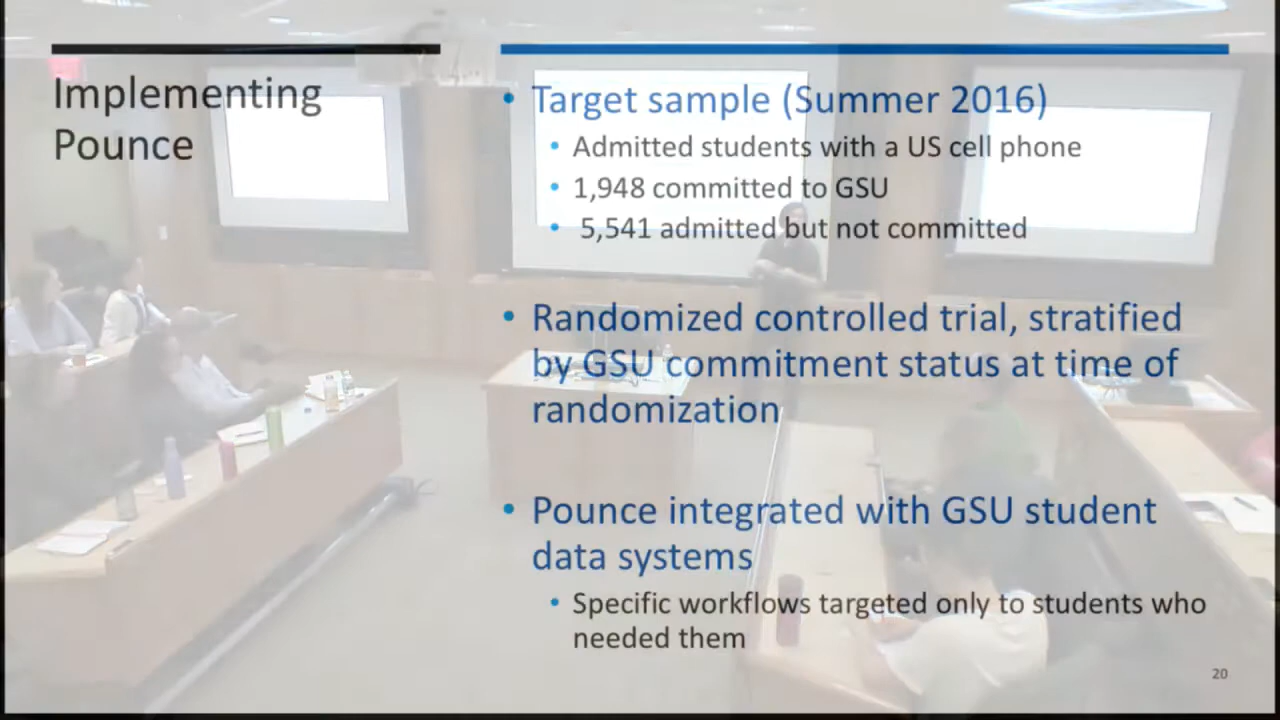 Implementing
Pounce
• Target sample (Summer 2016)
• Admitted students with a US cell phone
• 1,948 committed to GSU
• 5,541 admitted but not committed
• Randomized controlled trial, stratified
by GSU commitment status at time of
randomization
• Pounce integrated with GSU student
data systems
• Specific workflows targeted only to students who
needed them
20